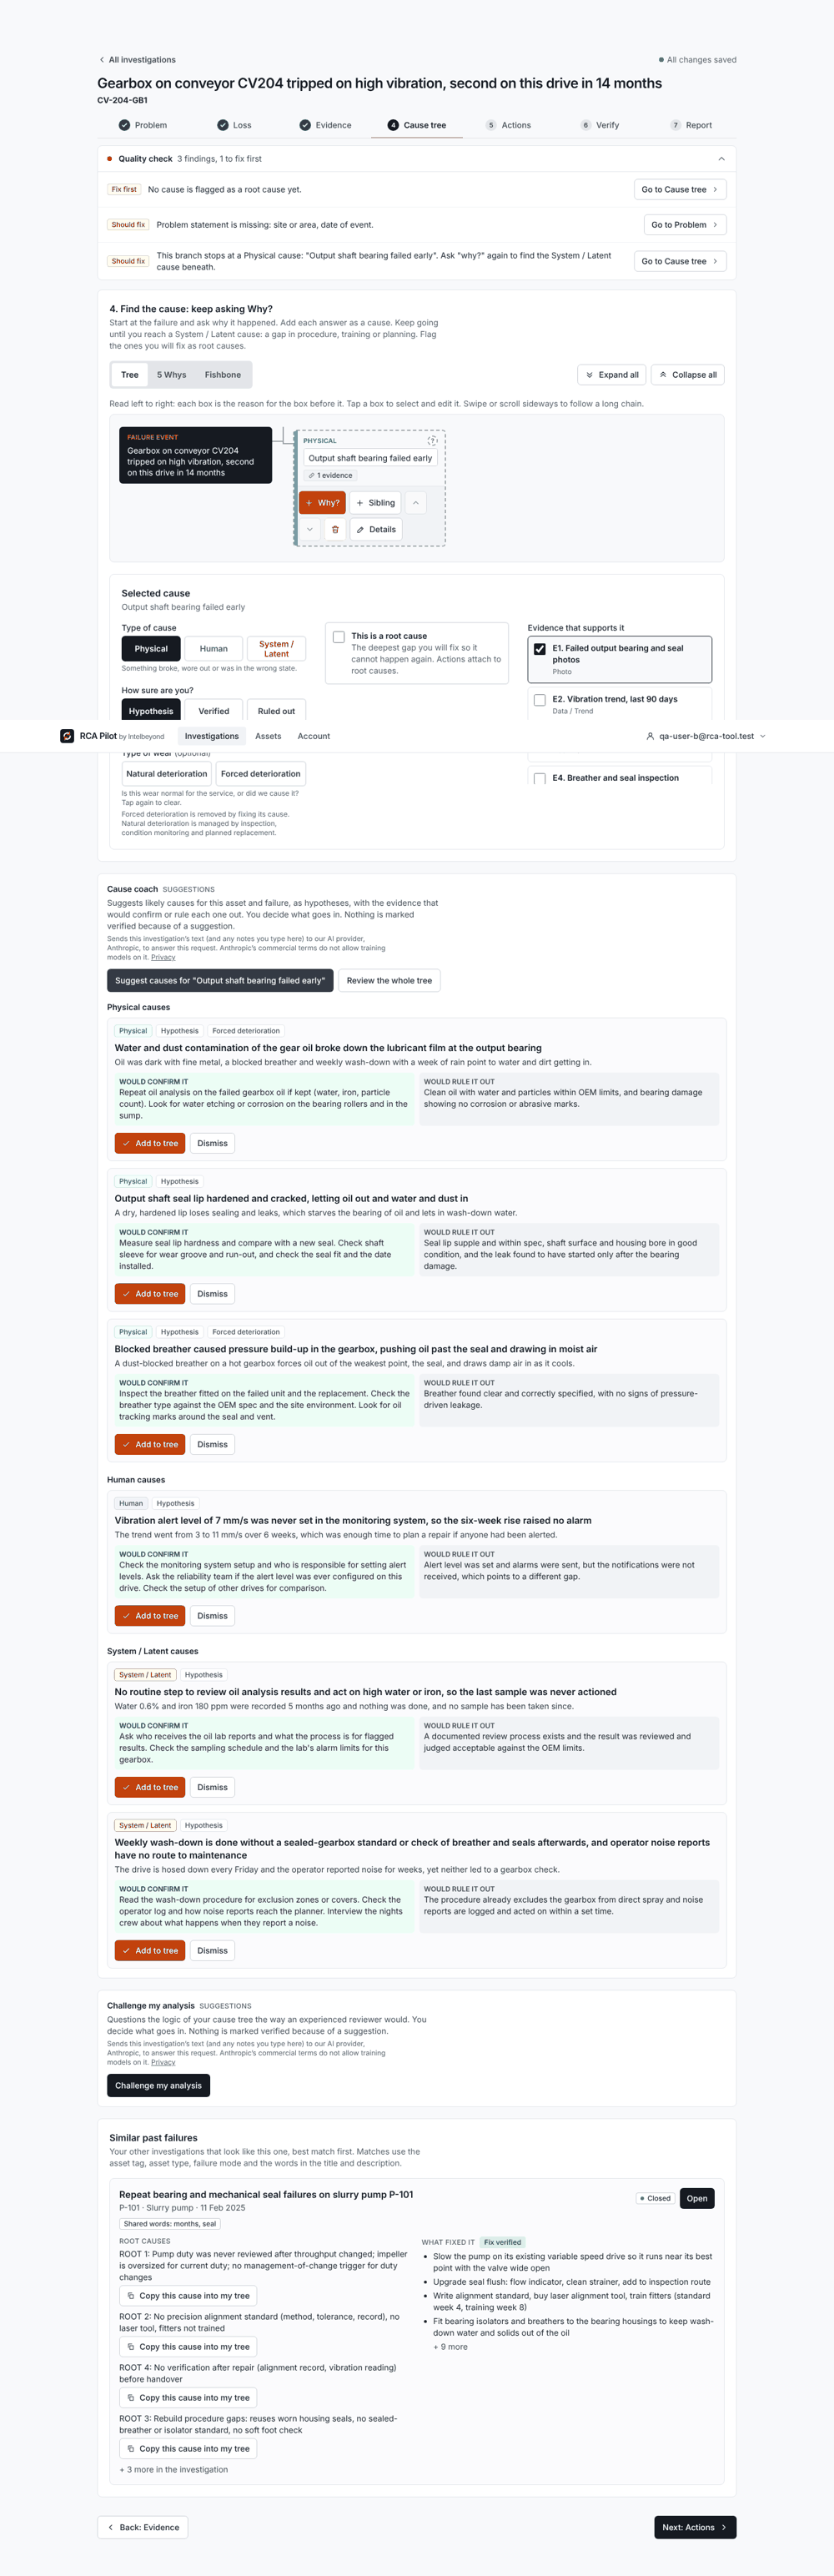 All investigations
All changes saved
Gearbox on conveyor CV204 tripped on high vibration, second on this drive in 14 months
CV-204-GB1
Problem
Loss
Evidence
4 Cause tree
5 Actions
6 Verify
7 Report
Quality check 3 findings, 1 to fix first
Fix first No cause is flagged as a root cause yet.
Go to Cause tree
Should fix Problem statement is missing: site or area, date of event.
Go to Problem
Should fix This branch stops at a Physical cause: "Output shaft bearing failed early". Ask "why?" again to find the System / Latent
cause beneath.
Go to Cause tree
4. Find the cause: keep asking Why?
Start at the failure and ask why it happened. Add each answer as a cause. Keep going
until you reach a System / Latent cause: a gap in procedure, training or planning. Flag
the ones you will fix as root causes.
Tree
5 Whys
Fishbone
Expand all
Collapse all
Read left to right: each box is the reason for the box before it. Tap a box to select and edit it. Swipe or scroll sideways to follow a long chain.
FAILURE EVENT
Gearbox on conveyor CV204
tripped on high vibration, second
on this drive in 14 months
PHYSICAL
?
Output shaft bearing failed early
1 evidence
+ Why?
+ Sibling
Details
Selected cause
Output shaft bearing failed early
Type of cause
Physical
Human
System /
Latent
Something broke, wore out or was in the wrong state.
How sure are you?
Hypothesis
Verified
Ruled out
This is a root cause
The deepest gap you will fix so it
cannot happen again. Actions attach to
root causes.
Evidence that supports it
E1. Failed output bearing and seal
photos
Photo
E2. Vibration trend, last 90 days
Data / Trend
RCA Pilot by Intelbeyond
Investigations
Assets
Account
qa-user-b@rca-tool.test
Type of wear (optional)
Natural deterioration
Forced deterioration
Is this wear normal for the service, or did we cause it?
Tap again to clear.
Forced deterioration is removed by fixing its cause.
Natural deterioration is managed by inspection,
condition monitoring and planned replacement.
E4. Breather and seal inspection
Cause coach SUGGESTIONS
Suggests likely causes for this asset and failure, as hypotheses, with the evidence that
would confirm or rule each one out. You decide what goes in. Nothing is marked
verified because of a suggestion.
Sends this investigation's text (and any notes you type here) to our AI provider,
Anthropic, to answer this request. Anthropic's commercial terms do not allow training
models on it. Privacy
Suggest causes for "Output shaft bearing failed early"
Review the whole tree
Physical causes
Physical Hypothesis Forced deterioration
Water and dust contamination of the gear oil broke down the lubricant film at the output bearing
Oil was dark with fine metal, a blocked breather and weekly wash-down with a week of rain point to water and dirt getting in.
WOULD CONFIRM IT
Repeat oil analysis on the failed gearbox oil if kept (water, iron, particle
count). Look for water etching or corrosion on the bearing rollers and in the
sump.
WOULD RULE IT OUT
Clean oil with water and particles within OEM limits, and bearing damage
showing no corrosion or abrasive marks.
Add to tree
Dismiss
Physical Hypothesis
Output shaft seal lip hardened and cracked, letting oil out and water and dust in
A dry, hardened lip loses sealing and leaks, which starves the bearing of oil and lets in wash-down water.
WOULD CONFIRM IT
Measure seal lip hardness and compare with a new seal. Check shaft
sleeve for wear groove and run-out, and check the seal fit and the date
installed.
WOULD RULE IT OUT
Seal lip supple and within spec, shaft surface and housing bore in good
condition, and the leak found to have started only after the bearing
damage.
Add to tree
Dismiss
Physical Hypothesis Forced deterioration
Blocked breather caused pressure build-up in the gearbox, pushing oil past the seal and drawing in moist air
A dust-blocked breather on a hot gearbox forces oil out of the weakest point, the seal, and draws damp air in as it cools.
WOULD CONFIRM IT
Inspect the breather fitted on the failed unit and the replacement. Check the
breather type against the OEM spec and the site environment. Look for oil
tracking marks around the seal and vent.
WOULD RULE IT OUT
Breather found clear and correctly specified, with no signs of pressure-
driven leakage.
Add to tree
Dismiss
Human causes
Human Hypothesis
Vibration alert level of 7 mm/s was never set in the monitoring system, so the six-week rise raised no alarm
The trend went from 3 to 11 mm/s over 6 weeks, which was enough time to plan a repair if anyone had been alerted.
WOULD CONFIRM IT
Check the monitoring system setup and who is responsible for setting alert
levels. Ask the reliability team if the alert level was ever configured on this
drive. Check the setup of other drives for comparison.
WOULD RULE IT OUT
Alert level was set and alarms were sent, but the notifications were not
received, which points to a different gap.
Add to tree
Dismiss
System / Latent causes
System / Latent Hypothesis
No routine step to review oil analysis results and act on high water or iron, so the last sample was never actioned
Water 0.6% and iron 180 ppm were recorded 5 months ago and nothing was done, and no sample has been taken since.
WOULD CONFIRM IT
Ask who receives the oil lab reports and what the process is for flagged
results. Check the sampling schedule and the lab's alarm limits for this
gearbox.
WOULD RULE IT OUT
A documented review process exists and the result was reviewed and
judged acceptable against the OEM limits.
Add to tree
Dismiss
System / Latent Hypothesis
Weekly wash-down is done without a sealed-gearbox standard or check of breather and seals afterwards, and operator noise reports
have no route to maintenance
The drive is hosed down every Friday and the operator reported noise for weeks, yet neither led to a gearbox check.
WOULD CONFIRM IT
Read the wash-down procedure for exclusion zones or covers. Check the
operator log and how noise reports reach the planner. Interview the nights
crew about what happens when they report a noise.
WOULD RULE IT OUT
The procedure already excludes the gearbox from direct spray and noise
reports are logged and acted on within a set time.
Add to tree
Dismiss
Challenge my analysis SUGGESTIONS
Questions the logic of your cause tree the way an experienced reviewer would. You
decide what goes in. Nothing is marked verified because of a suggestion.
Sends this investigation's text (and any notes you type here) to our AI provider,
Anthropic, to answer this request. Anthropic's commercial terms do not allow training
models on it. Privacy
Challenge my analysis
Similar past failures
Your other investigations that look like this one, best match first. Matches use the
asset tag, asset type, failure mode and the words in the title and description.
Repeat bearing and mechanical seal failures on slurry pump P-101
P-101 · Slurry pump · 11 Feb 2025
Closed
Open
Shared words: months, seal
ROOT CAUSES
ROOT 1: Pump duty was never reviewed after throughput changed; impeller
is oversized for current duty; no management-of-change trigger for duty
changes
Copy this cause into my tree
ROOT 2: No precision alignment standard (method, tolerance, record), no
laser tool, fitters not trained
Copy this cause into my tree
ROOT 4: No verification after repair (alignment record, vibration reading)
before handover
Copy this cause into my tree
ROOT 3: Rebuild procedure gaps: reuses worn housing seals, no sealed-
breather or isolator standard, no soft foot check
Copy this cause into my tree
+ 3 more in the investigation
WHAT FIXED IT Fix verified
Slow the pump on its existing variable speed drive so it runs near its best
point with the valve wide open
Upgrade seal flush: flow indicator, clean strainer, add to inspection route
Write alignment standard, buy laser alignment tool, train fitters (standard
week 4, training week 8)
Fit bearing isolators and breathers to the bearing housings to keep wash-
down water and solids out of the oil
+ 9 more
Back: Evidence
Next: Actions